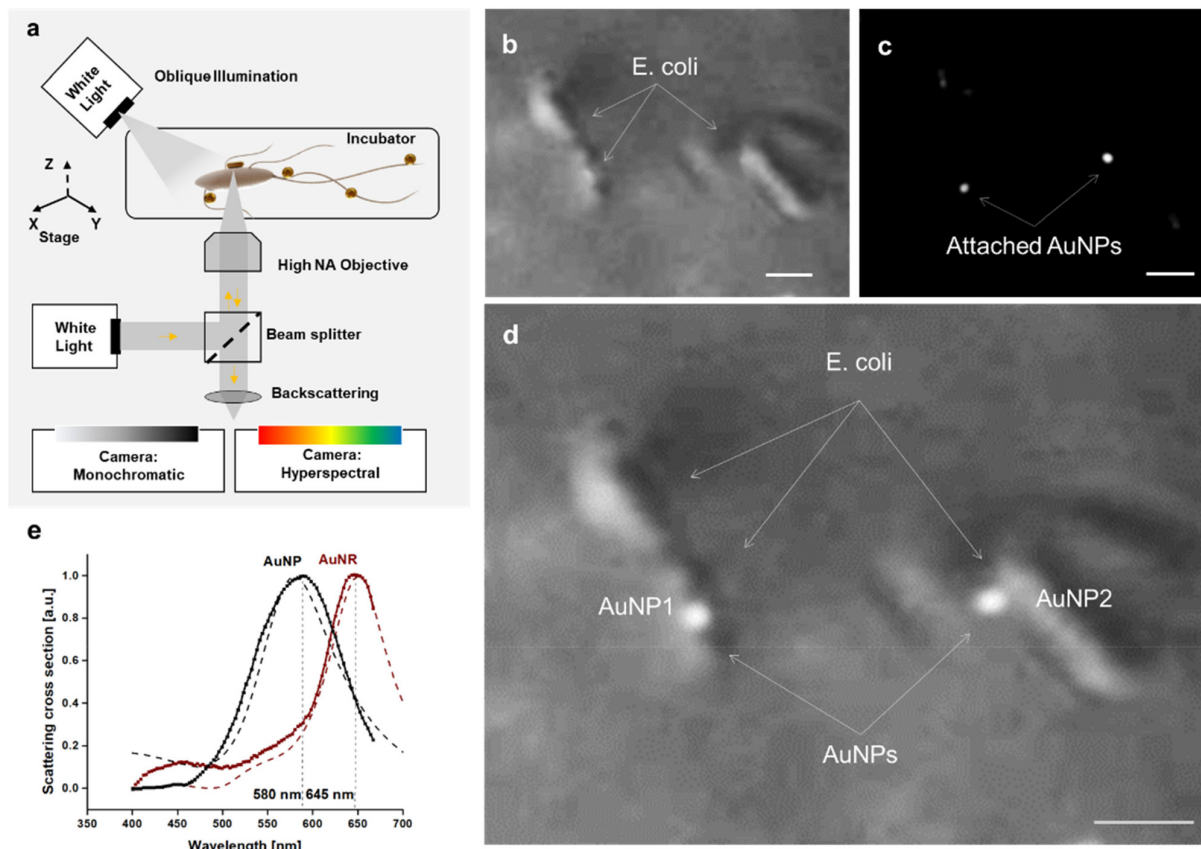 a
White
Light
Oblique Illumination
Incubator
Z
X
Y
Stage
High NA Objective
White
Light
Beam splitter
Backscattering
Camera:
Monochromatic
Camera:
Hyperspectral
b
E. coli
c
Attached AuNPs
d
E. coli
AuNP1
AuNP2
AuNPs
e
AuNP
AuNR
Scattering cross section [a.u.]
1.0
0.8
0.6
0.4
0.2
0.0
580 nm
645 nm
350
400
450
500
550
600
650
700
Wavelength [nm]